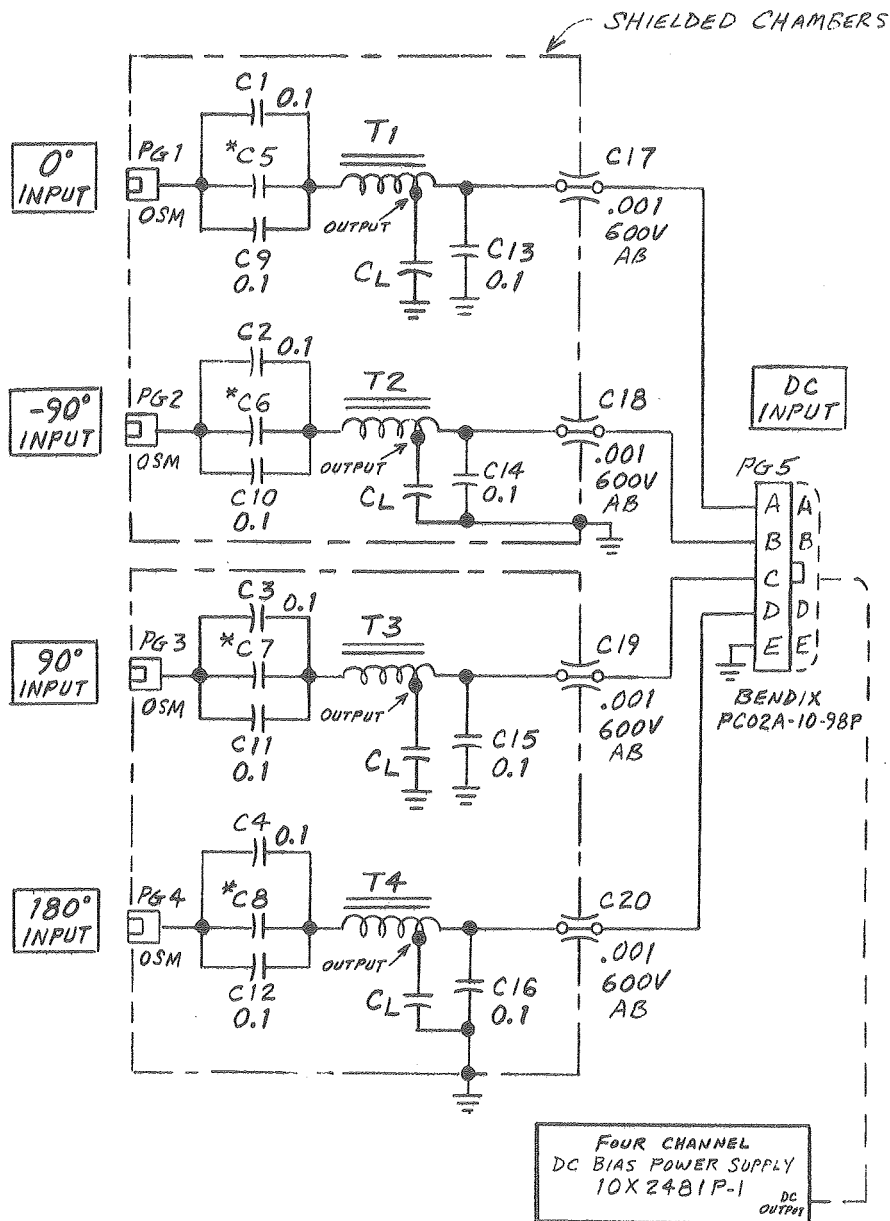 SHIELDED CHAMBERS
C1
0.1
T1
0°
INPUT
PG1
OSM
*C5
C9
0.1
OUTPUT
CL
C13
0.1
C17
.001
600V
AB
C2
0.1
T2
-90°
INPUT
PG2
OSM
*C6
C10
0.1
OUTPUT
CL
C14
0.1
C18
.001
600V
AB
DC
INPUT
PG5
A A
B B
C
D D
E E
BENDIX
PC02A-10-98P
C3
0.1
T3
90°
INPUT
PG3
OSM
*C7
C11
0.1
OUTPUT
CL
C15
0.1
C19
.001
600V
AB
C4
0.1
T4
180°
INPUT
PG4
OSM
*C8
C12
0.1
OUTPUT
CL
C16
0.1
C20
.001
600V
AB
FOUR CHANNEL
DC BIAS POWER SUPPLY
10X2481P-1
DC
OUTPUT